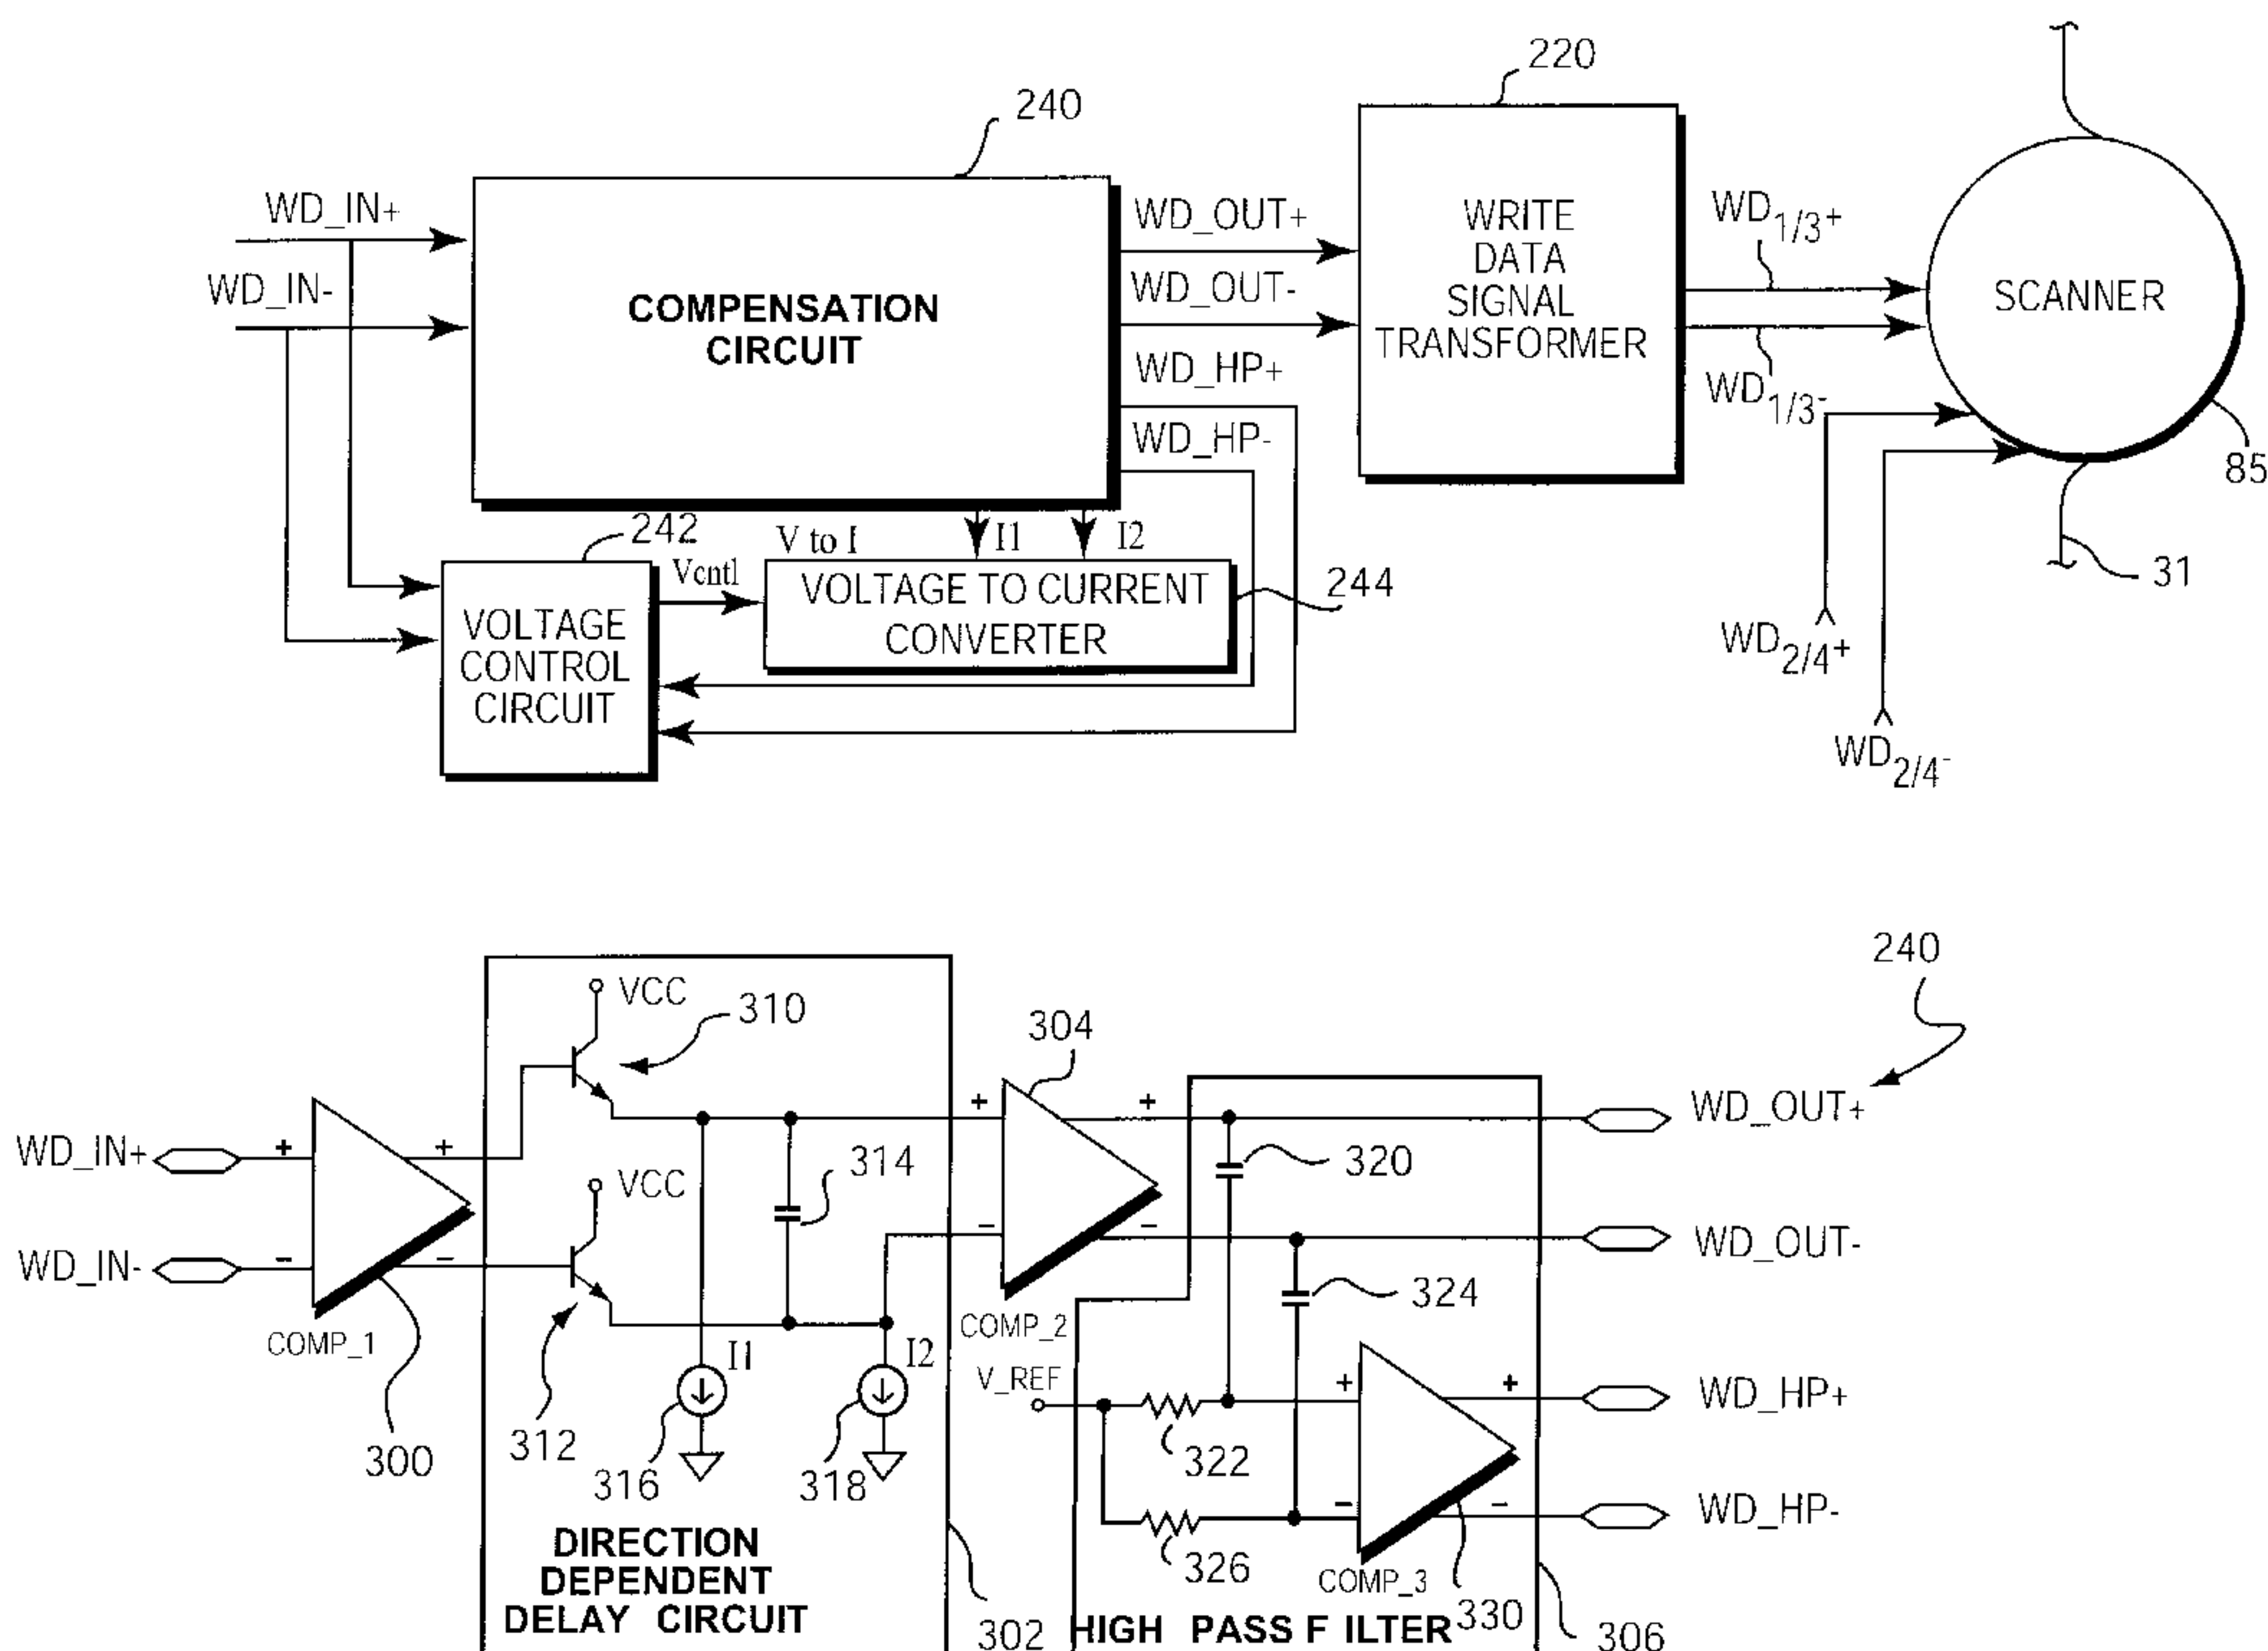 220
240
WD_IN+
WD_IN-
COMPENSATION
CIRCUIT
WD_OUT+
WD_OUT-
WD_HP+
WD_HP-
WRITE
DATA
SIGNAL
TRANSFORMER
WD1/3+
WD1/3-
SCANNER
85
31
242
V to I
I1
I2
Vcntl
VOLTAGE TO CURRENT
CONVERTER
244
VOLTAGE
CONTROL
CIRCUIT
WD2/4+
WD2/4-
240
VCC
310
304
WD_OUT+
WD_IN+
+
+
+
+
314
320
VCC
WD_IN-
-
-
-
-
WD_OUT-
324
COMP_1
COMP_2
I1
I2
V_REF
+
+
WD_HP+
300
312
316
318
322
-
-
WD_HP-
326
COMP_3
330
DIRECTION
DEPENDENT
DELAY CIRCUIT
302
HIGH PASS F ILTER
306